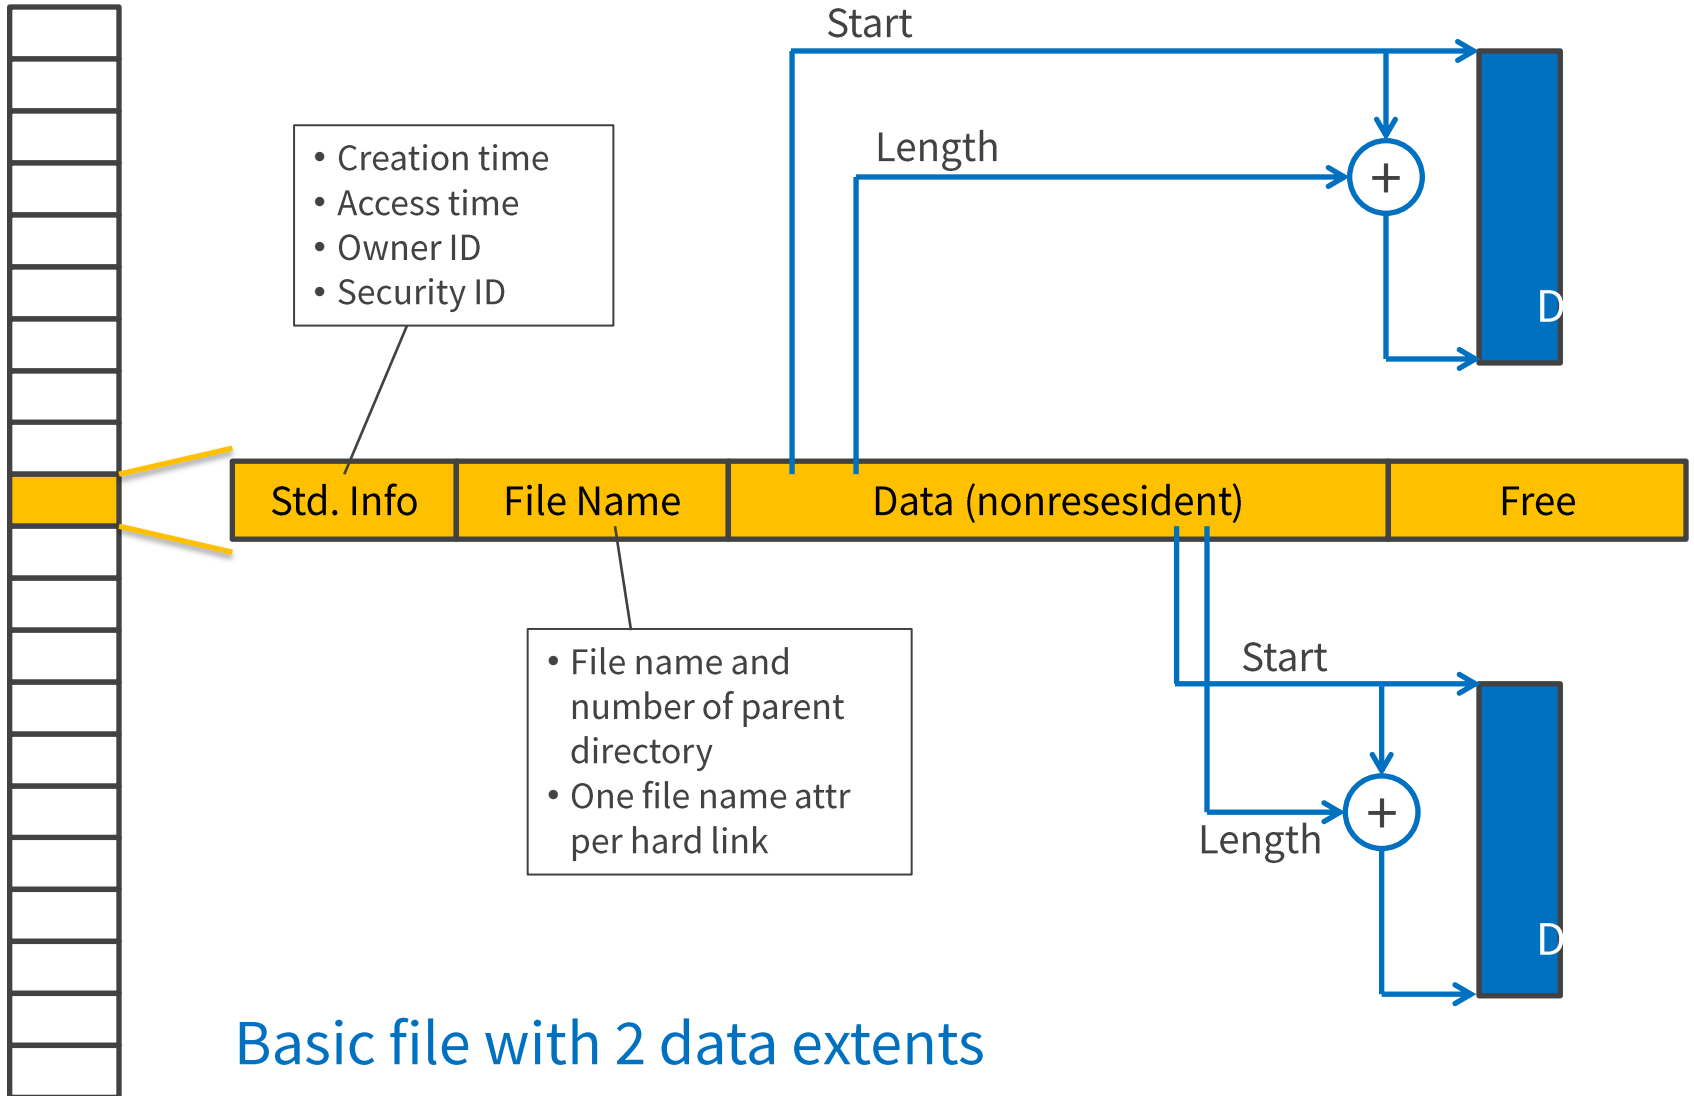 Start
Length
+
• Creation time
• Access time
• Owner ID
• Security ID
D
Std. Info
File Name
Data (nonresesident)
Free
• File name and
number of parent
directory
• One file name attr
per hard link
Start
+
Length
D
Basic file with 2 data extents